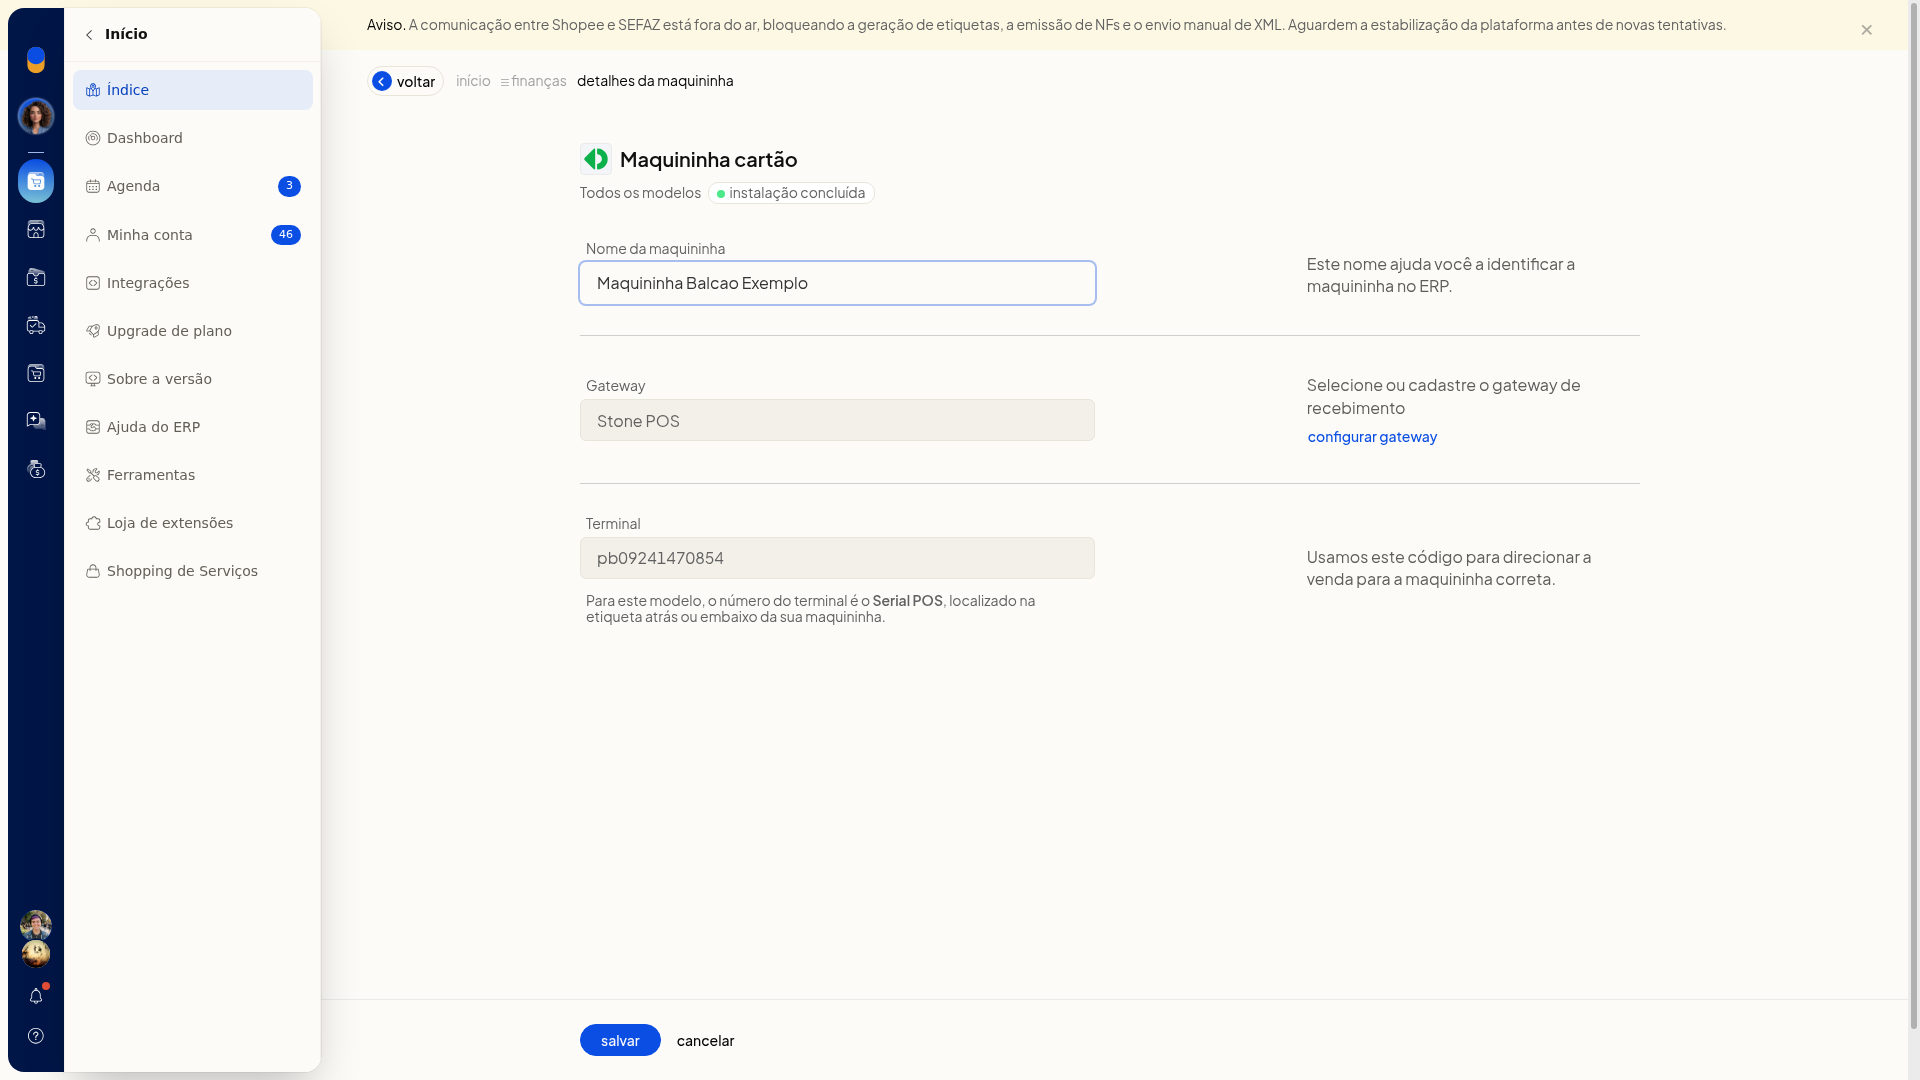 Início
Índice
Dashboard
Agenda
3
Minha conta
46
Integrações
Upgrade de plano
Sobre a versão
Ajuda do ERP
Ferramentas
Loja de extensões
Shopping de Serviços
Aviso. A comunicação entre Shopee e SEFAZ está fora do ar, bloqueando a geração de etiquetas, a emissão de NFs e o envio manual de XML. Aguardem a estabilização da plataforma antes de novas tentativas.
voltar início finanças detalhes da maquininha
Maquininha cartão
Todos os modelos instalação concluída
Nome da maquininha
Maquininha Balcao Exemplo
Este nome ajuda você a identificar a
maquininha no ERP.
Gateway
Stone POS
Selecione ou cadastre o gateway de
recebimento
configurar gateway
Terminal
pb09241470854
Para este modelo, o número do terminal é o Serial POS, localizado na
etiqueta atrás ou embaixo da sua maquininha.
Usamos este código para direcionar a
venda para a maquininha correta.
salvar cancelar